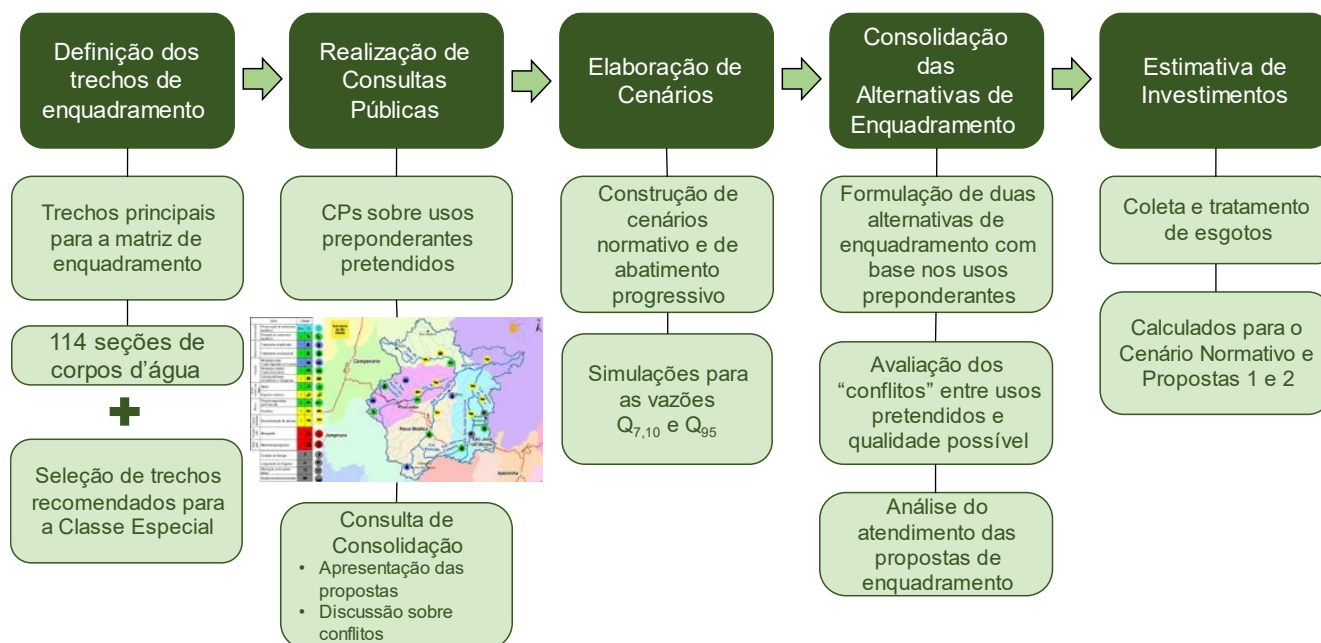 Definição dos
trechos de
enquadramento
Trechos principais
para a matriz de
enquadramento
114 seções de
corpos d'água
+
Seleção de trechos
recomendados para
a Classe Especial
Realização de
Consultas
Públicas
CPs sobre usos
preponderantes
pretendidos
Consulta de
Consolidação
• Apresentação das
propostas
• Discussão sobre
conflitos
Elaboração de
Cenários
Construção de
cenários
normativo e de
abatimento
progressivo
Simulações para
as vazões
Q7,10 e Q95
Consolidação
das
Alternativas de
Enquadramento
Formulação de duas
alternativas de
enquadramento com
base nos usos
preponderantes
Avaliação dos
“conflitos” entre usos
pretendidos e
qualidade possível
Análise do
atendimento das
propostas de
enquadramento
Estimativa de
Investimentos
Coleta e tratamento
de esgotos
Calculados para o
Cenário Normativo e
Propostas 1 e 2